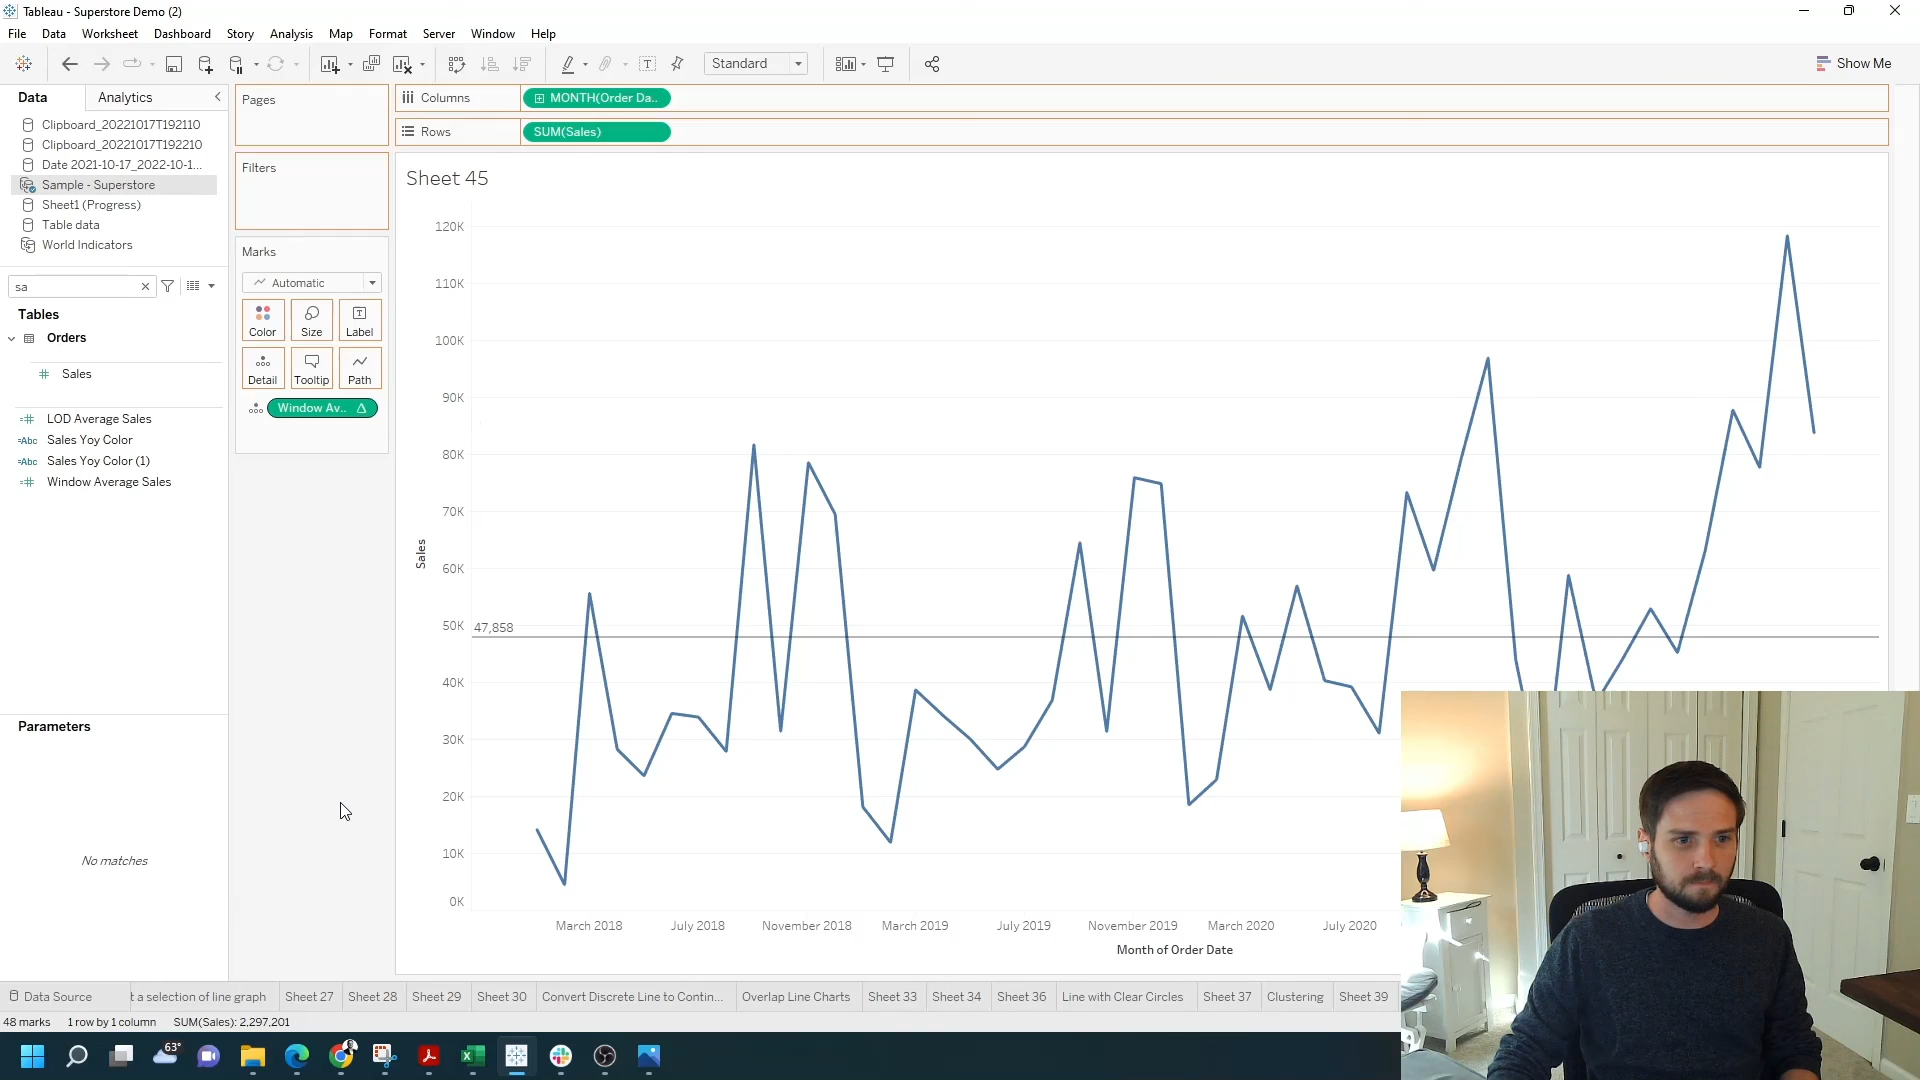 Tableau - Superstore Demo (2)
File Data Worksheet Dashboard Story Analysis Map Format Server Window Help
Standard
Show Me
Data Analytics
Clipboard_20221017T192110
Clipboard_20221017T192210
Date 2021-10-17_2022-10-1...
Sample - Superstore
Sheet1 (Progress)
Table data
World Indicators
sa
Tables
Orders
Sales
LOD Average Sales
=Abc Sales Yoy Color
=Abc Sales Yoy Color (1)
Window Average Sales
Parameters
No matches
Pages
Filters
Marks
Automatic
Color Size Label
Detail Tooltip Path
Window Av..
Columns MONTH(Order Da..
Rows SUM(Sales)
Sheet 45
120K
110K
100K
90K
80K
70K
60K
50K
47,858
40K
30K
20K
10K
0K
Sales
March 2018 July 2018 November 2018 March 2019 July 2019 November 2019 March 2020 July 2020
Month of Order Date
Data Source t a selection of line graph Sheet 27 Sheet 28 Sheet 29 Sheet 30 Convert Discrete Line to Contin... Overlap Line Charts Sheet 33 Sheet 34 Sheet 36 Line with Clear Circles Sheet 37 Clustering Sheet 39
48 marks 1 row by 1 column SUM(Sales): 2,297,201
63°